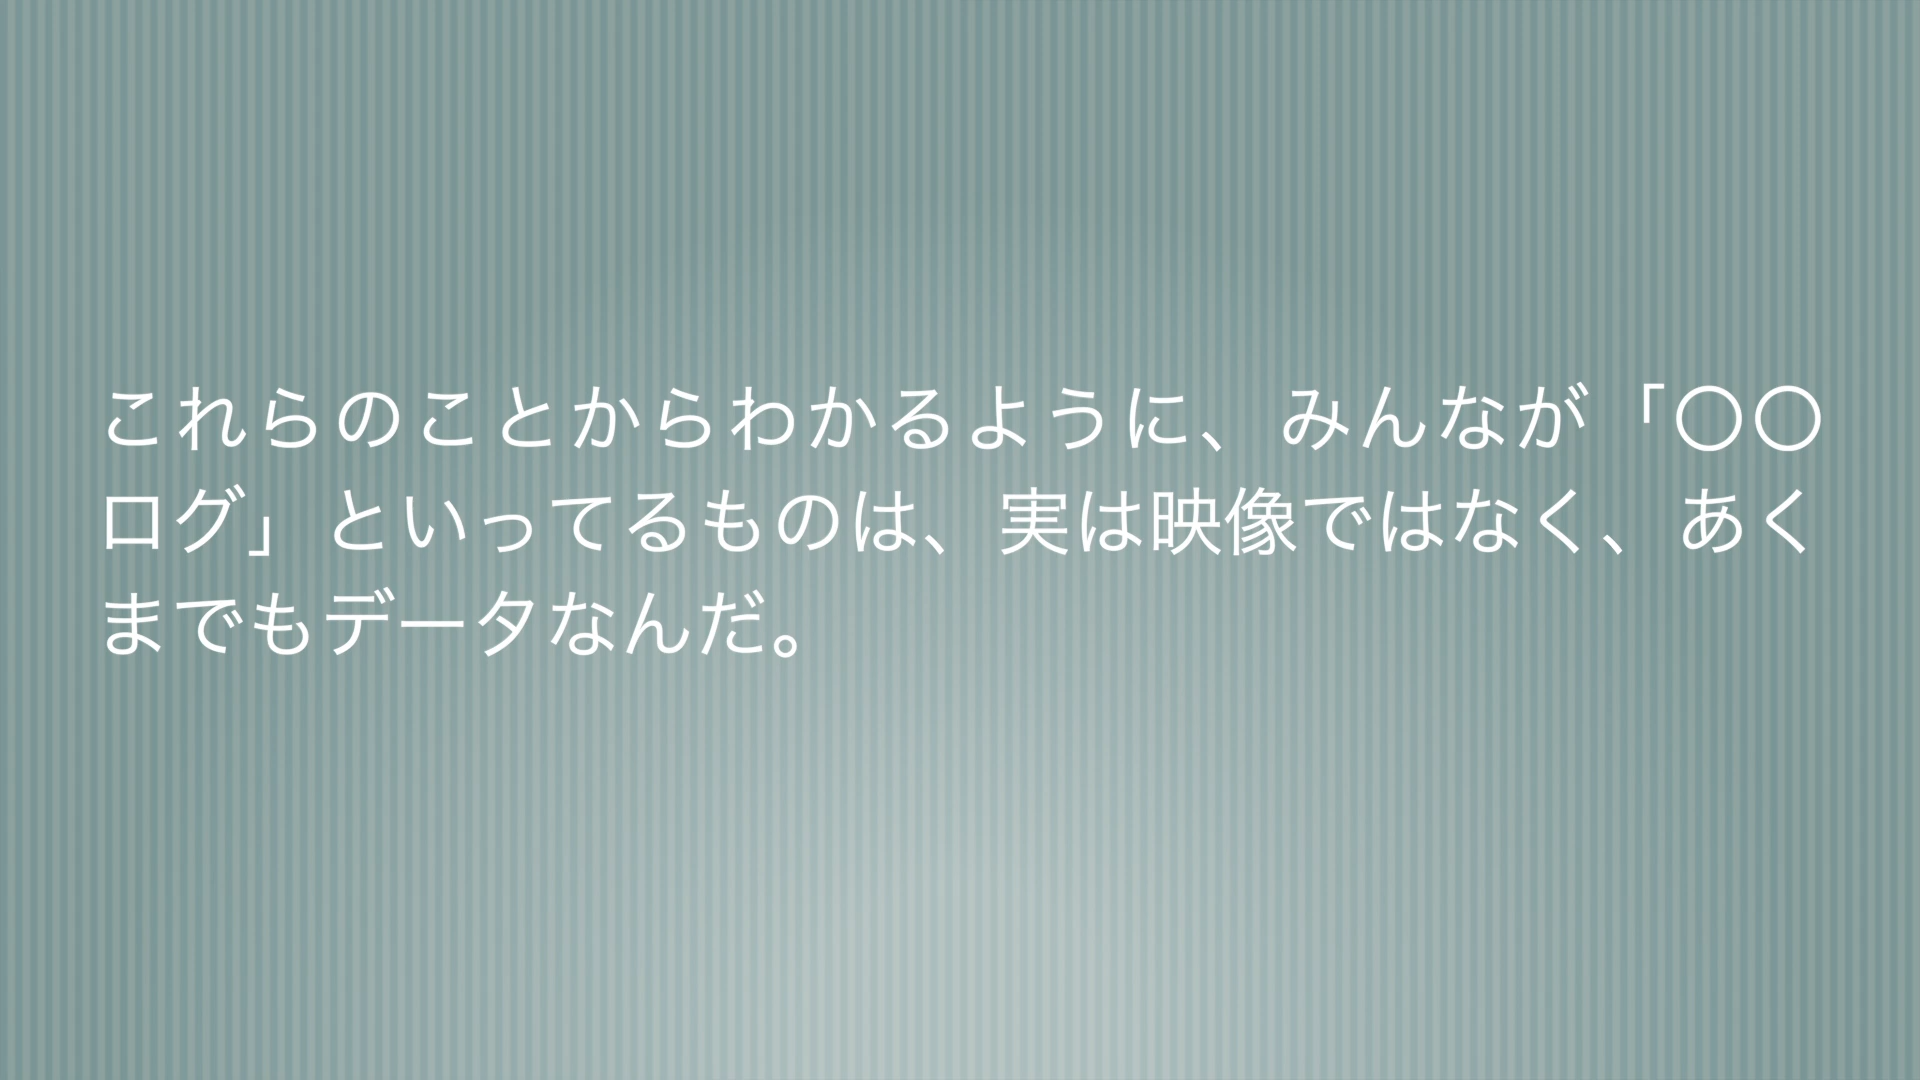 これらのことからわかるように、みんなが「〇〇
ログ」といってるものは、実は映像ではなく、あく
までもデータなんだ。